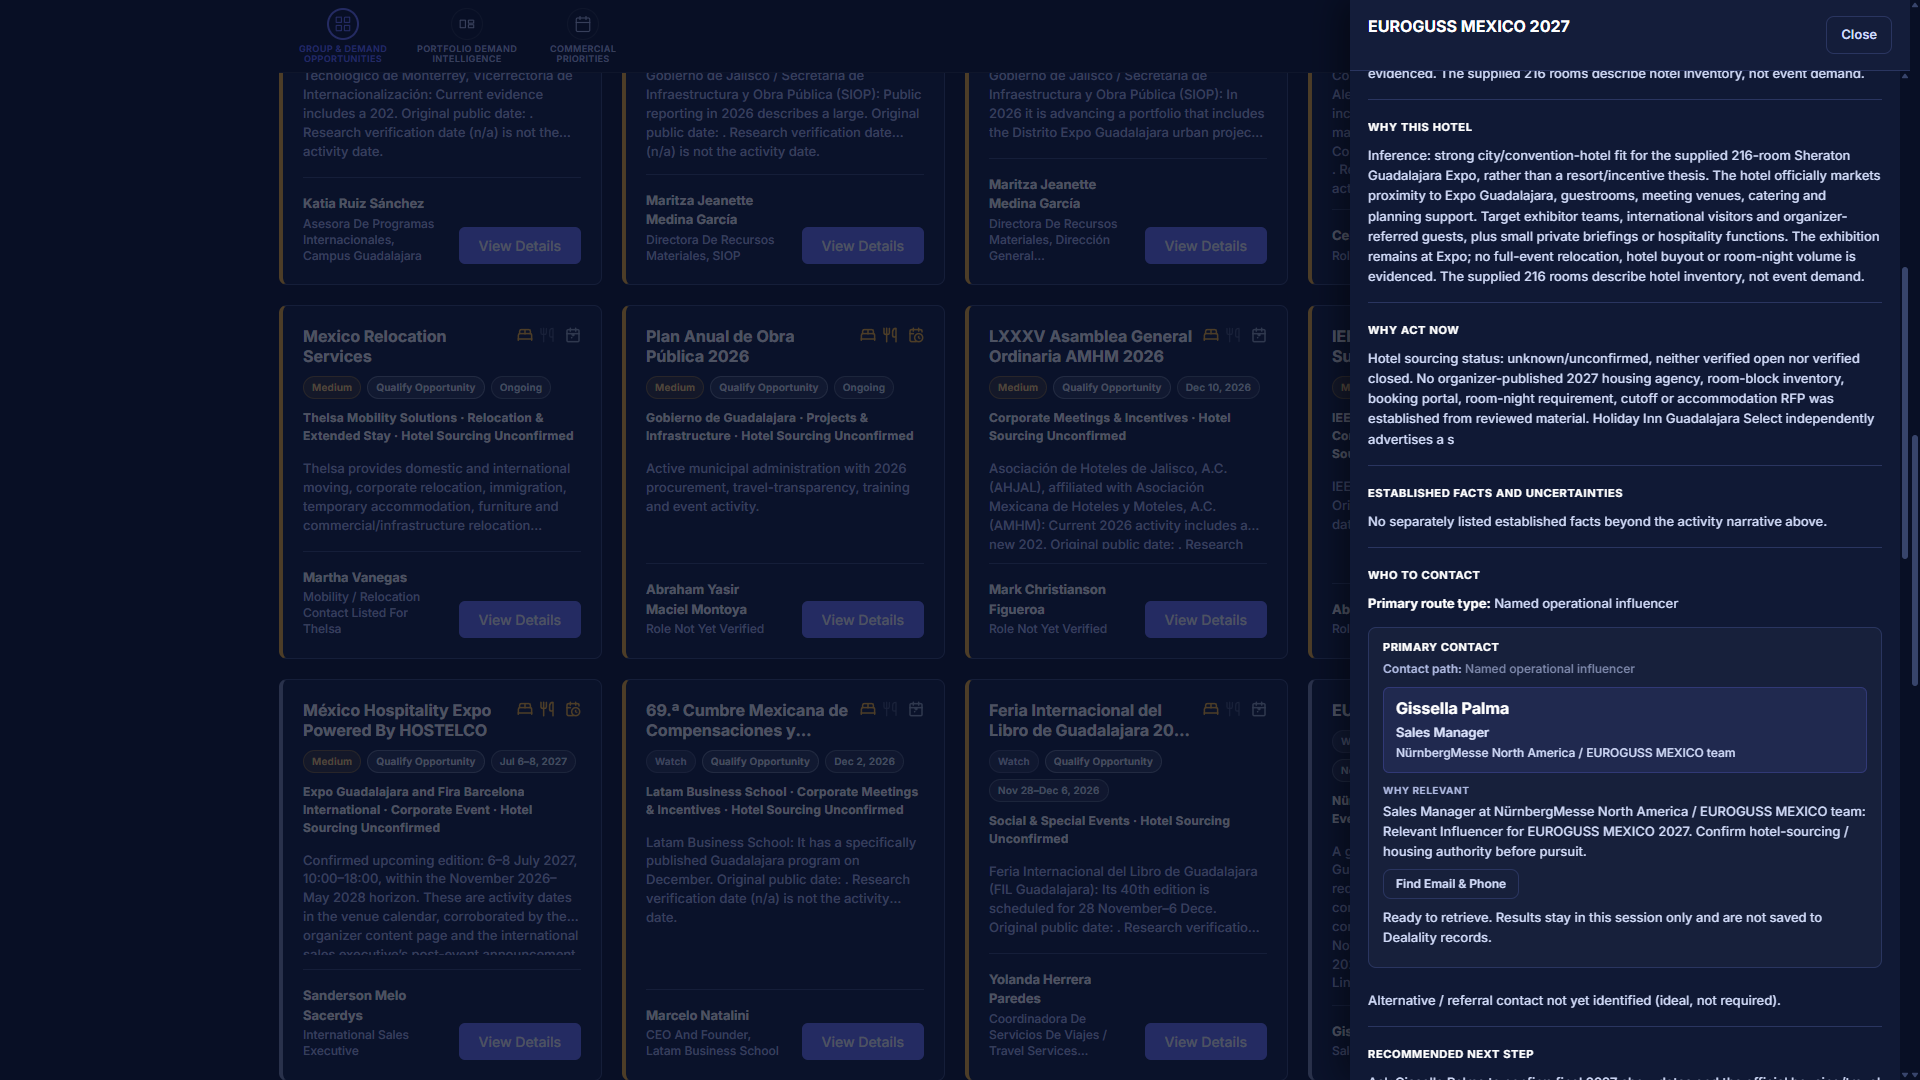 GROUP & DEMAND
OPPORTUNITIES
PORTFOLIO DEMAND
INTELLIGENCE
COMMERCIAL
PRIORITIES
Tecnológico de Monterrey, Vicerrectoría de
Internacionalización: Current evidence
includes a 202. Original public date: .
Research verification date (n/a) is not the...
activity date.
Katia Ruiz Sánchez
Asesora De Programas
Internacionales,
Campus Guadalajara
View Details
Gobierno de Jalisco / Secretaría de
Infraestructura y Obra Pública (SIOP): Public
reporting in 2026 describes a large. Original
public date: . Research verification date...
(n/a) is not the activity date.
Maritza Jeanette
Medina García
Directora De Recursos
Materiales, SIOP
View Details
Gobierno de Jalisco / Secretaría de
Infraestructura y Obra Pública (SIOP): In
2026 it is advancing a portfolio that includes
the Distrito Expo Guadalajara urban projec...
Maritza Jeanette
Medina García
Directora De Recursos
Materiales, Dirección
General...
View Details
Mexico Relocation
Services
Medium
Qualify Opportunity
Ongoing
Thelsa Mobility Solutions · Relocation &
Extended Stay · Hotel Sourcing Unconfirmed
Thelsa provides domestic and international
moving, corporate relocation, immigration,
temporary accommodation, furniture and
commercial/infrastructure relocation...
Martha Vanegas
Mobility / Relocation
Contact Listed For
Thelsa
View Details
Plan Anual de Obra
Pública 2026
Medium
Qualify Opportunity
Ongoing
Gobierno de Guadalajara · Projects &
Infrastructure · Hotel Sourcing Unconfirmed
Active municipal administration with 2026
procurement, travel-transparency, training
and event activity.
Abraham Yasir
Maciel Montoya
Role Not Yet Verified
View Details
LXXXV Asamblea General
Ordinaria AMHM 2026
Medium
Qualify Opportunity
Dec 10, 2026
Corporate Meetings & Incentives · Hotel
Sourcing Unconfirmed
Asociación de Hoteles de Jalisco, A.C.
(AHJAL), affiliated with Asociación
Mexicana de Hoteles y Moteles, A.C.
(AMHM): Current 2026 activity includes a...
new 202. Original public date: . Research
Mark Christianson
Figueroa
Role Not Yet Verified
View Details
México Hospitality Expo
Powered By HOSTELCO
Medium
Qualify Opportunity
Jul 6–8, 2027
Expo Guadalajara and Fira Barcelona
International · Corporate Event · Hotel
Sourcing Unconfirmed
Confirmed upcoming edition: 6–8 July 2027,
10:00–18:00, within the November 2026–
May 2028 horizon. These are activity dates
in the venue calendar, corroborated by the...
organizer content page and the international
sales executive's post-event announcement
Sanderson Melo
Sacerdys
International Sales
Executive
View Details
69.ª Cumbre Mexicana de
Compensaciones y...
Watch
Qualify Opportunity
Dec 2, 2026
Latam Business School · Corporate Meetings
& Incentives · Hotel Sourcing Unconfirmed
Latam Business School: It has a specifically
published Guadalajara program on
December. Original public date: . Research
verification date (n/a) is not the activity...
date.
Marcelo Natalini
CEO And Founder,
Latam Business School
View Details
Feria Internacional del
Libro de Guadalajara 20...
Watch
Qualify Opportunity
Nov 28–Dec 6, 2026
Social & Special Events · Hotel Sourcing
Unconfirmed
Feria Internacional del Libro de Guadalajara
(FIL Guadalajara): Its 40th edition is
scheduled for 28 November–6 Dece.
Original public date: . Research verificatio...
Yolanda Herrera
Paredes
Coordinadora De
Servicios De Viajes /
Travel Services...
View Details
EUROGUSS MEXICO 2027
Close
evidenced. The supplied 216 rooms describe hotel inventory, not event demand.
WHY THIS HOTEL
Inference: strong city/convention-hotel fit for the supplied 216-room Sheraton
Guadalajara Expo, rather than a resort/incentive thesis. The hotel officially markets
proximity to Expo Guadalajara, guestrooms, meeting venues, catering and
planning support. Target exhibitor teams, international visitors and organizer-
referred guests, plus small private briefings or hospitality functions. The exhibition
remains at Expo; no full-event relocation, hotel buyout or room-night volume is
evidenced. The supplied 216 rooms describe hotel inventory, not event demand.
WHY ACT NOW
Hotel sourcing status: unknown/unconfirmed, neither verified open nor verified
closed. No organizer-published 2027 housing agency, room-block inventory,
booking portal, room-night requirement, cutoff or accommodation RFP was
established from reviewed material. Holiday Inn Guadalajara Select independently
advertises a s
ESTABLISHED FACTS AND UNCERTAINTIES
No separately listed established facts beyond the activity narrative above.
WHO TO CONTACT
Primary route type: Named operational influencer
PRIMARY CONTACT
Contact path: Named operational influencer
Gissella Palma
Sales Manager
NürnbergMesse North America / EUROGUSS MEXICO team
WHY RELEVANT
Sales Manager at NürnbergMesse North America / EUROGUSS MEXICO team:
Relevant Influencer for EUROGUSS MEXICO 2027. Confirm hotel-sourcing /
housing authority before pursuit.
Find Email & Phone
Ready to retrieve. Results stay in this session only and are not saved to
Dealality records.
Alternative / referral contact not yet identified (ideal, not required).
RECOMMENDED NEXT STEP